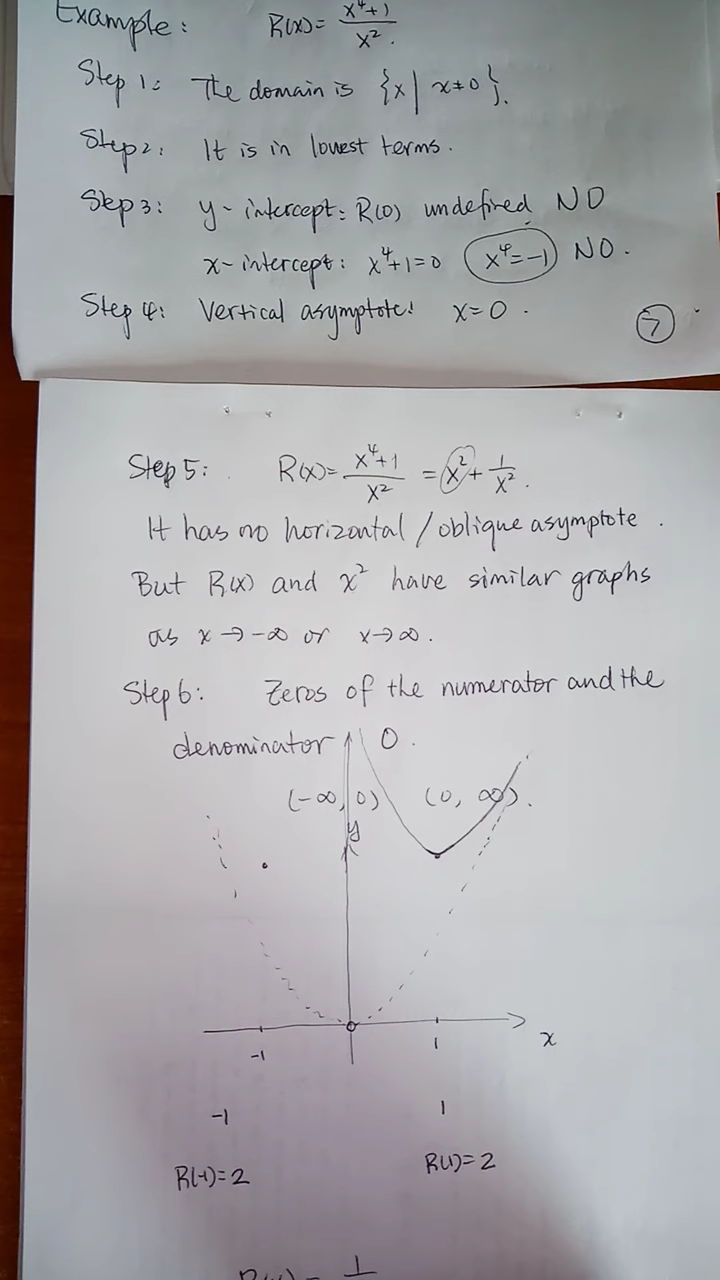 Example: R(x)= x⁴+1 / x².
Step 1: The domain is {x | x≠0}.
Step 2: It is in lowest terms.
Step 3: y-intercept: R(0) undefined NO
x-intercept: x⁴+1=0 x⁴=-1 NO.
Step 4: Vertical asymptote: x=0.
7
Step 5: R(x)= x⁴+1 / x² = x² + 1/x².
It has no horizontal/oblique asymptote.
But R(x) and x² have similar graphs
as x→-∞ or x→∞.
Step 6: Zeros of the numerator and the
denominator 0.
(-∞, 0) (0, ∞).
y
x
-1 1
-1 1
R(-1)=2 R(1)=2